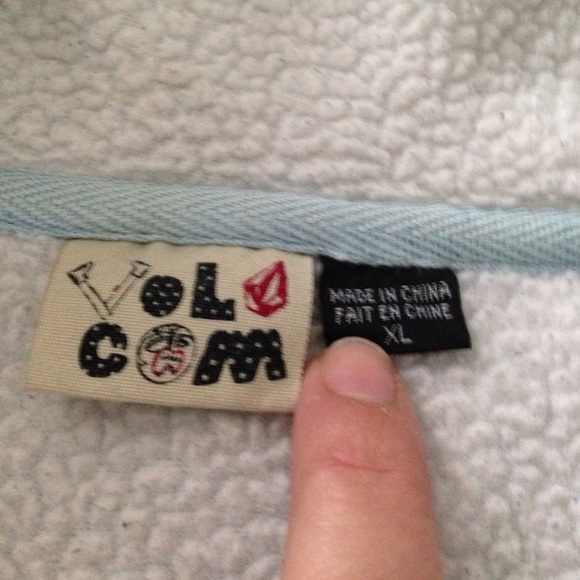 VOL
COM
MADE IN CHINA
FAIT EN CHINE
XL